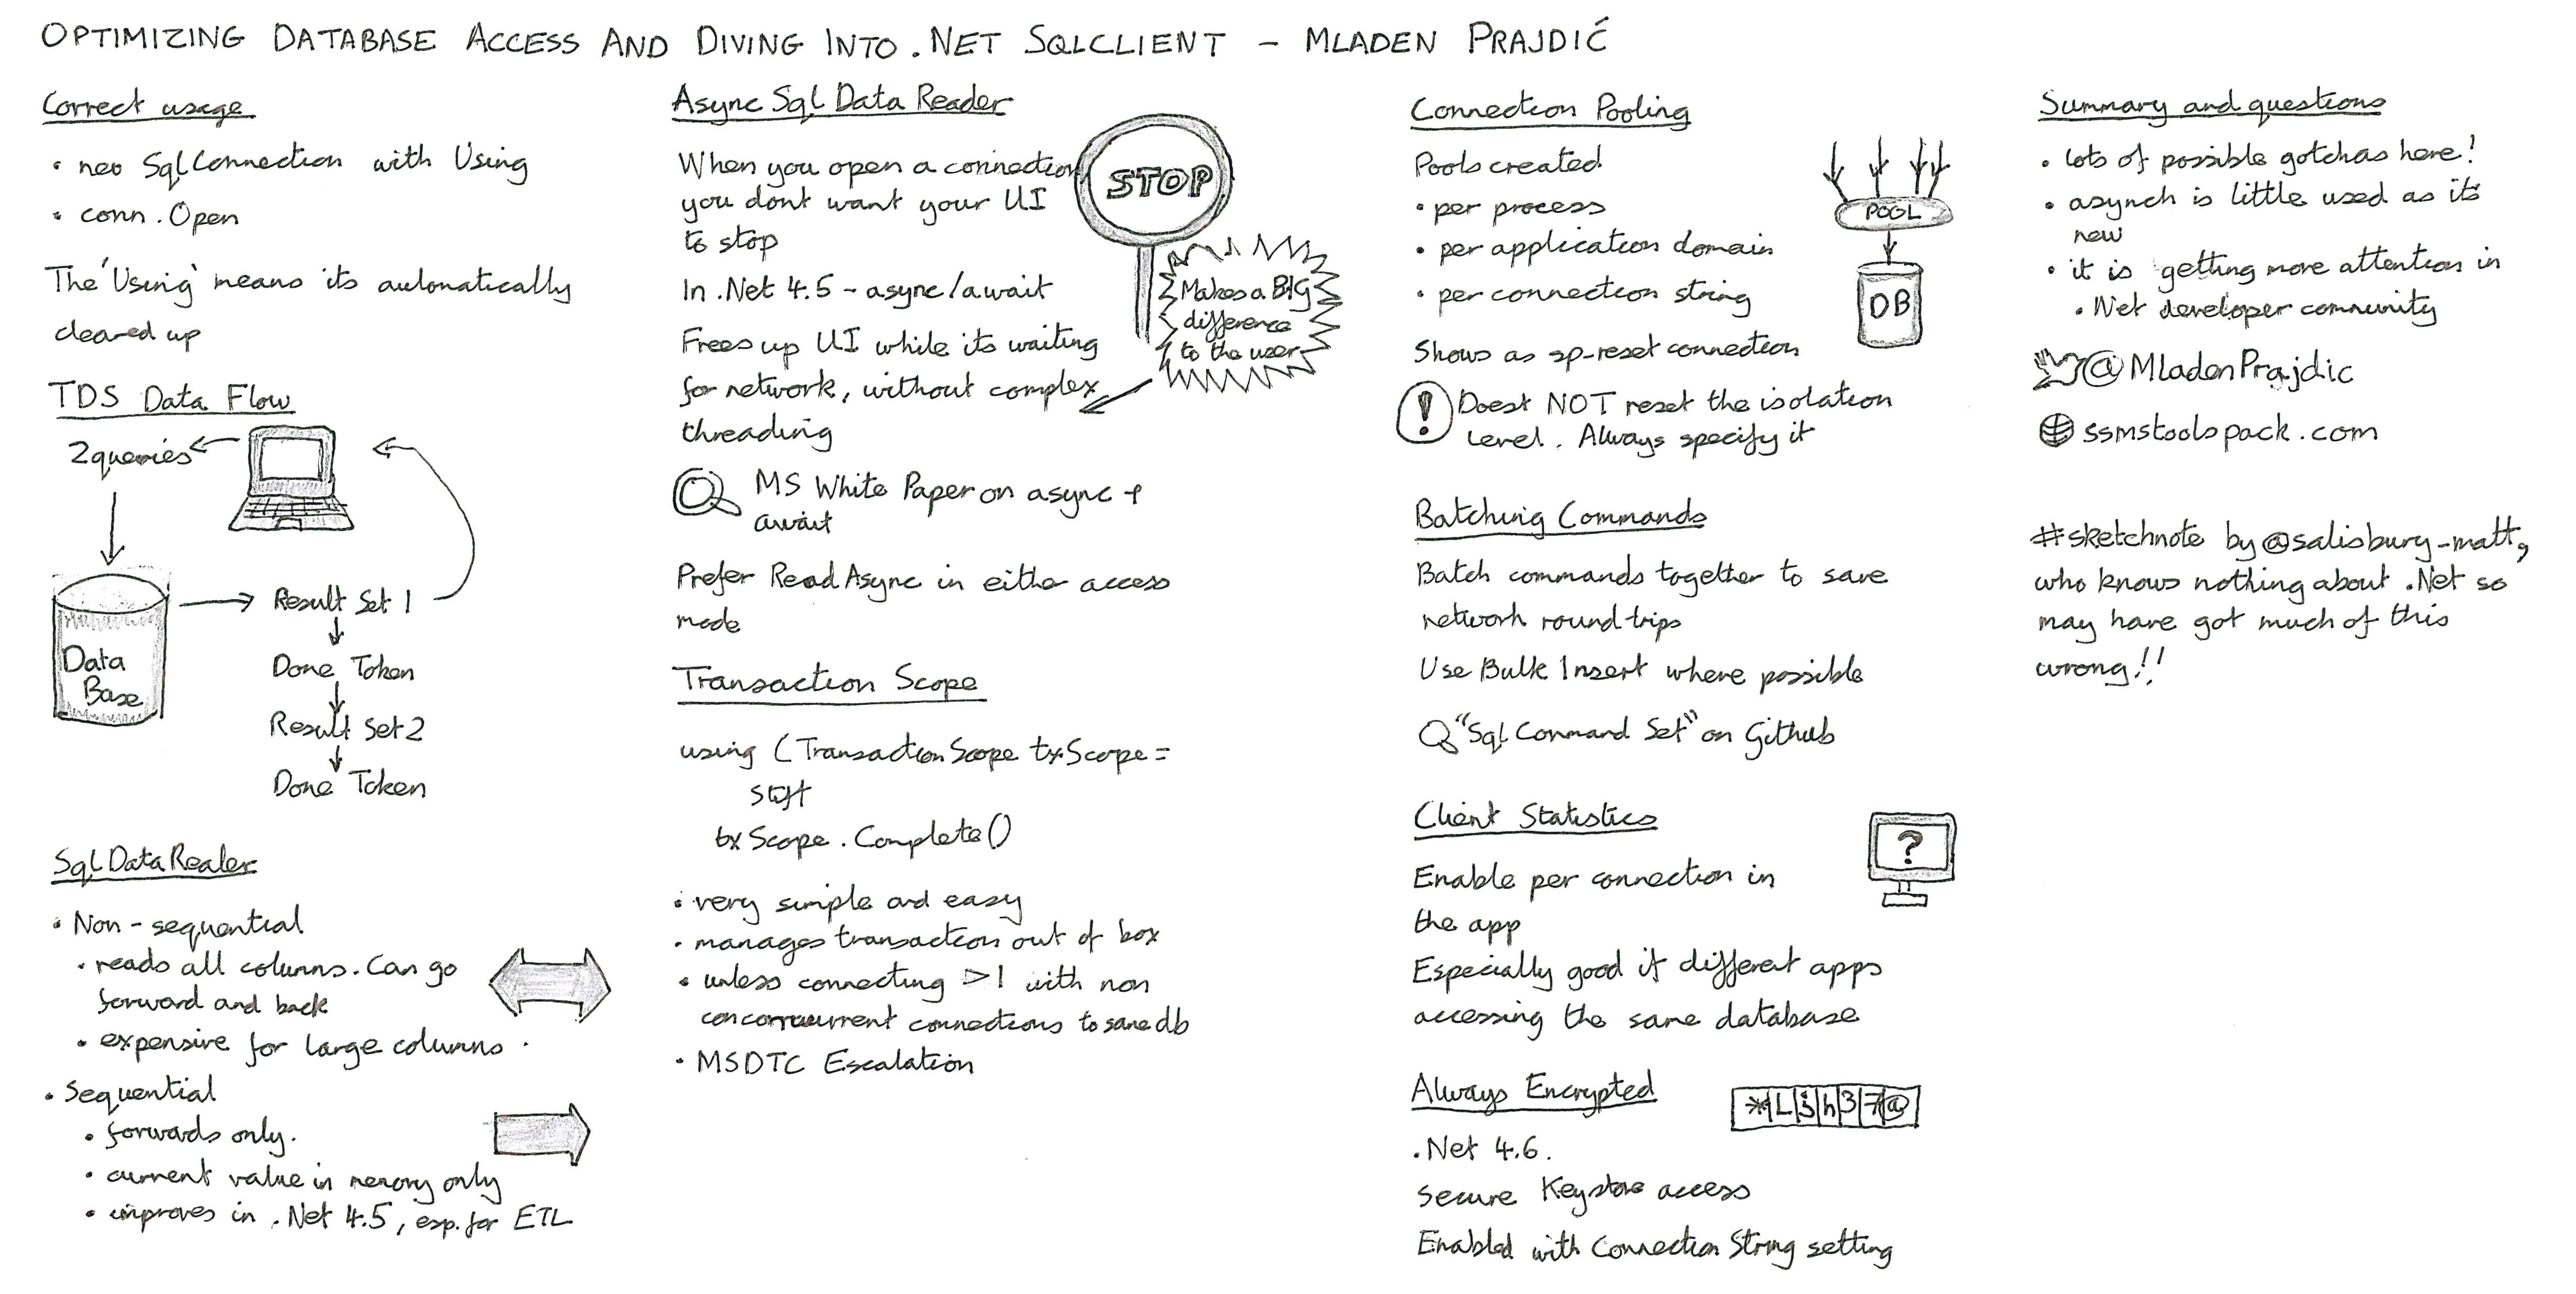 OPTIMIZING DATABASE ACCESS AND DIVING INTO .NET SQLCLIENT - MLADEN PRAJDIĆ
Correct usage
• new SqlConnection with Using
• conn.Open
The 'Using' means its automatically
cleared up
TDS Data Flow
2 queries
Data
Base
Result Set 1
Done Token
Result Set 2
Done Token
SqlDataReader
• Non-sequential
• reads all columns. Can go
forward and back
• expensive for large columns.
• Sequential
• forwards only.
• current value in memory only
• improves in .Net 4.5, esp. for ETL
Async Sql Data Reader
When you open a connection
you dont want your UI
to stop
STOP
In .Net 4.5 - async/await
Makes a BIG
difference
to the user
Frees up UI while its waiting
for network, without complex
threading
MS White Paper on async +
await
Prefer ReadAsync in either access
mode
Transaction Scope
using (TransactionScope txScope =
stuff
txScope.Complete()
• very simple and easy
• manages transaction out of box
• unless connecting >1 with non
connections to same db
• MSDTC Escalation
Connection Pooling
Pools created
• per process
• per application domain
• per connection string
POOL
DB
Shows as sp-reset connection
! Doest NOT reset the isolation
level. Always specify it
Batching Commands
Batch commands together to save
network round trips
Use Bulk Insert where possible
"Sql Command Set" on Github
Client Statistics
?
Enable per connection in
the app
Especially good if different apps
accessing the same database
Always Encrypted
.Net 4.6.
Secure Keystore access
Enabled with Connection String setting
Summary and questions
• lots of possible gotchas here!
• asynch is little used as its
new
• it is getting more attention in
.Net developer community
@MladenPrajdic
ssmstoolspack.com
#sketchnote by @salisbury-matt,
who knows nothing about .Net so
may have got much of this
wrong!!